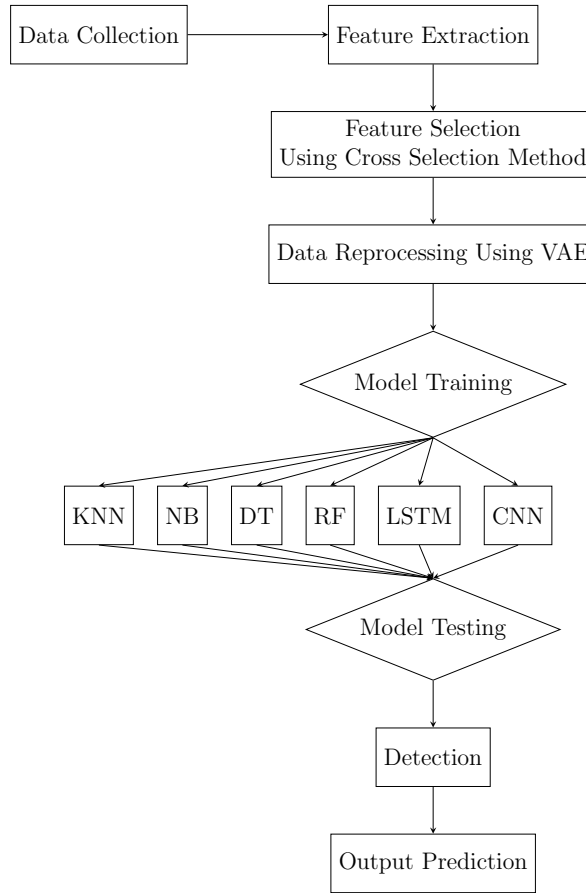 Data Collection
Feature Extraction
Feature Selection
Using Cross Selection Method
Data Reprocessing Using VAE
Model Training
KNN
NB
DT
RF
LSTM
CNN
Model Testing
Detection
Output Prediction